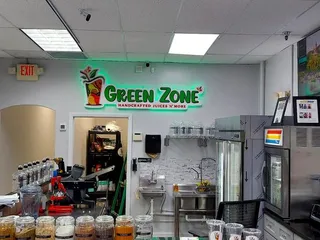 EXIT
GREEN ZONE
HANDCRAFTED JUICES 'N' MORE